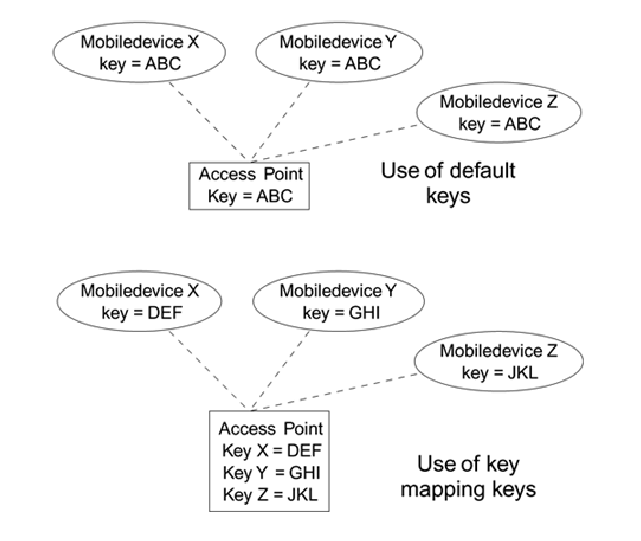 Mobiledevice X
key = ABC
Mobiledevice Y
key = ABC
Mobiledevice Z
key = ABC
Access Point
Key = ABC
Use of default
keys
Mobiledevice X
key = DEF
Mobiledevice Y
key = GHI
Mobiledevice Z
key = JKL
Access Point
Key X = DEF
Key Y = GHI
Key Z = JKL
Use of key
mapping keys